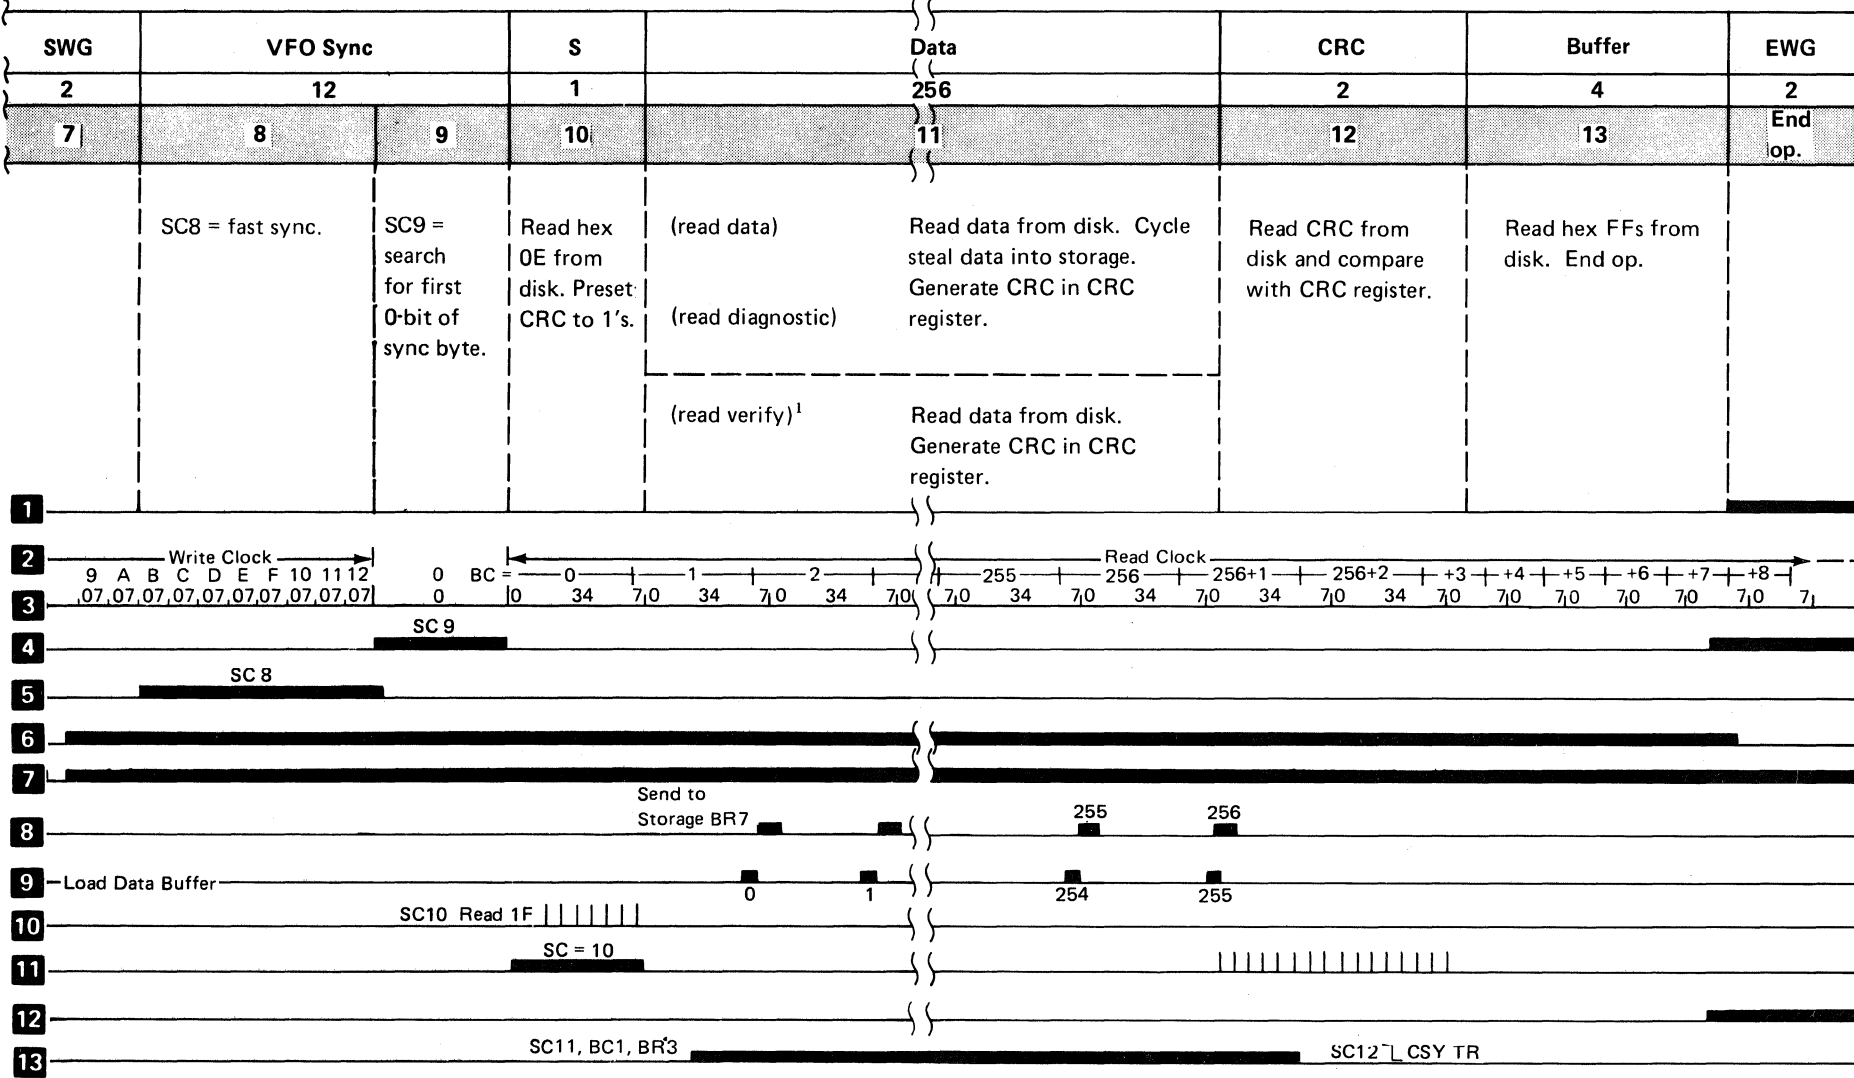 SWG VFO Sync S Data CRC Buffer EWG
2 12 1 256 2 4 2
7 8 9 10 11 12 13 End op.
SC8 = fast sync.
SC9 =
search
for first
0-bit of
sync byte.
Read hex
0E from
disk. Preset
CRC to 1's.
(read data)
(read diagnostic)
Read data from disk. Cycle
steal data into storage.
Generate CRC in CRC
register.
(read verify)¹
Read data from disk.
Generate CRC in CRC
register.
Read CRC from
disk and compare
with CRC register.
Read hex FFs from
disk. End op.
1
2 Write Clock Read Clock
9 A B C D E F 10 11 12 0 BC = 0 1 2 255 256 256+1 256+2 +3 +4 +5 +6 +7 +8
3 07 07 07 07 07 07 07 07 07 07 0 0 34 7 0 34 7 0 34 7 0 7 0 34 7 0 34 7 0 34 7 0 34 7 0 7 0 7 0 7 0 7 0 7 0 7
4 SC 9
5 SC 8
6
7
Send to
8 Storage BR7 255 256
9 Load Data Buffer
0 1 254 255
10 SC10 Read 1F
11 SC = 10
12
13 SC11, BC1, BR3 SC12 CSY TR